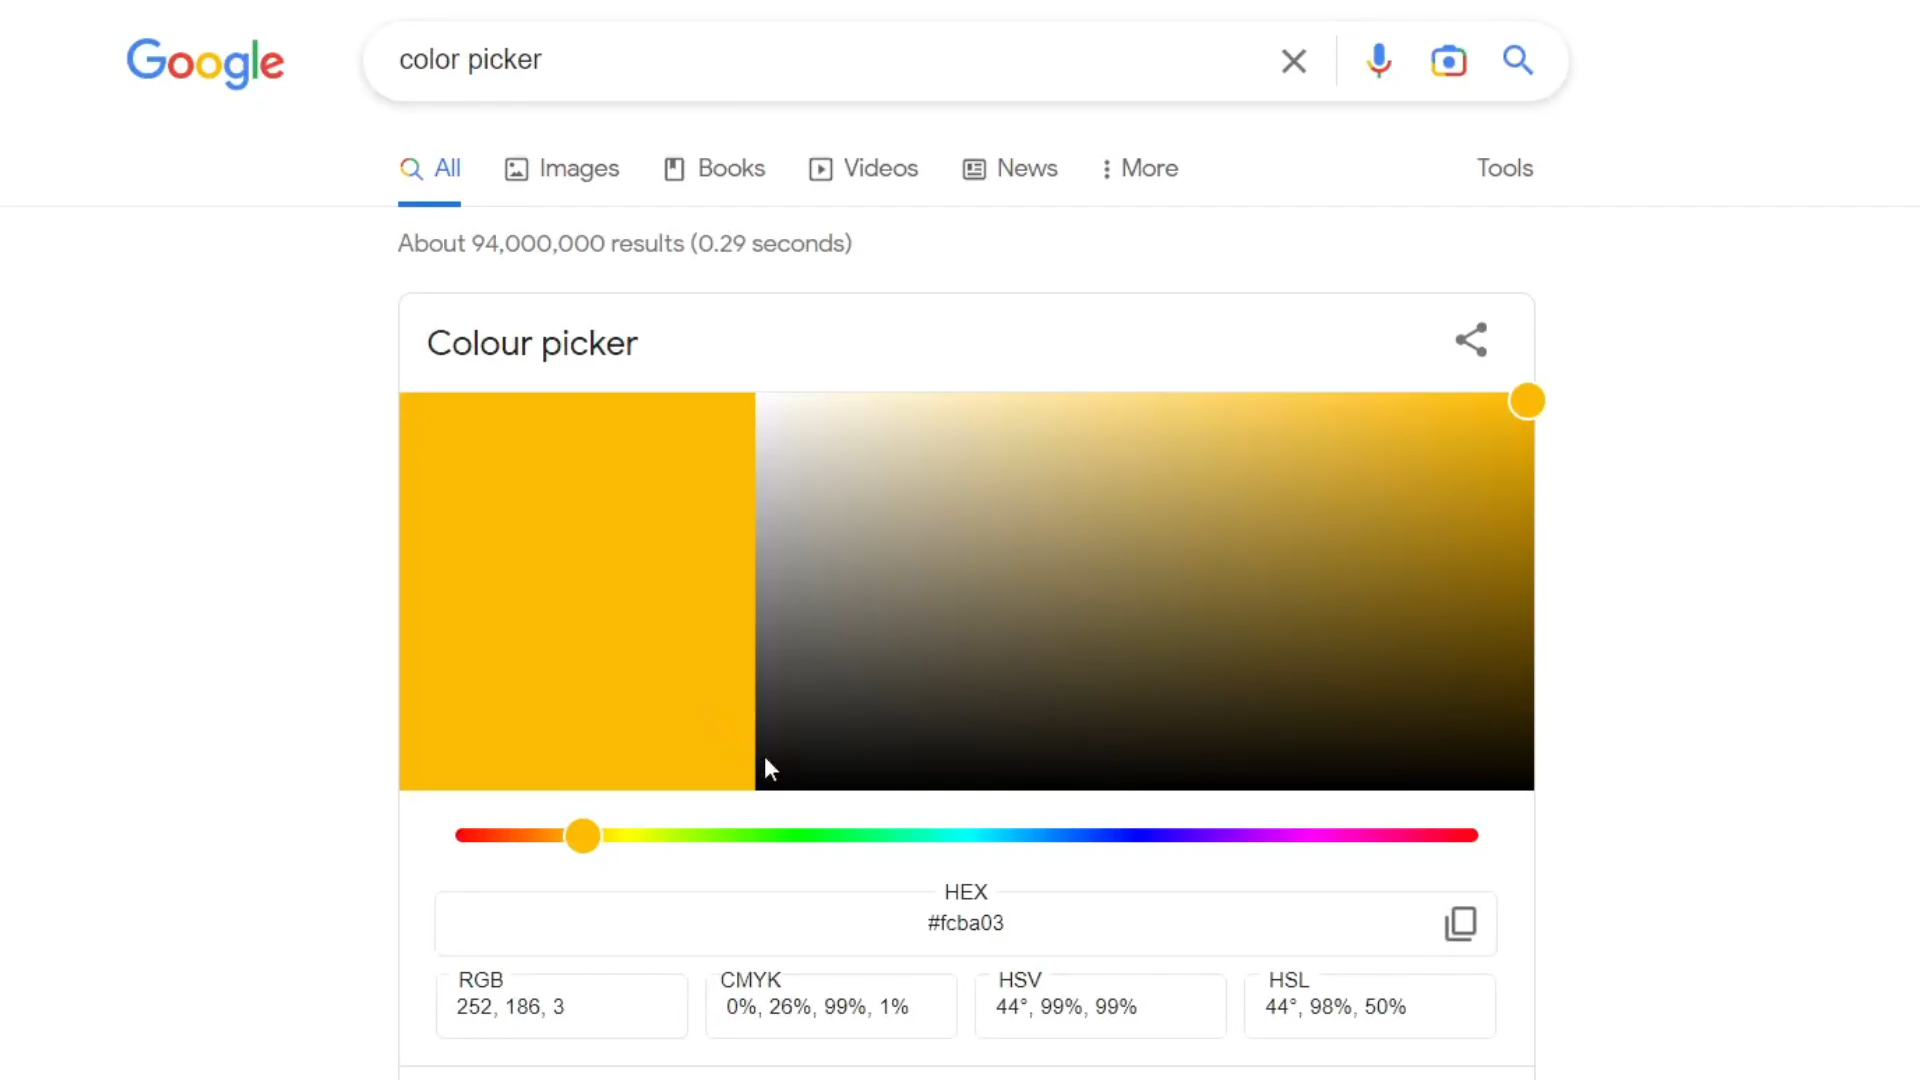 Google
color picker
All Images Books Videos News More Tools
About 94,000,000 results (0.29 seconds)
Colour picker
HEX
#fcba03
RGB
252, 186, 3
CMYK
0%, 26%, 99%, 1%
HSV
44°, 99%, 99%
HSL
44°, 98%, 50%